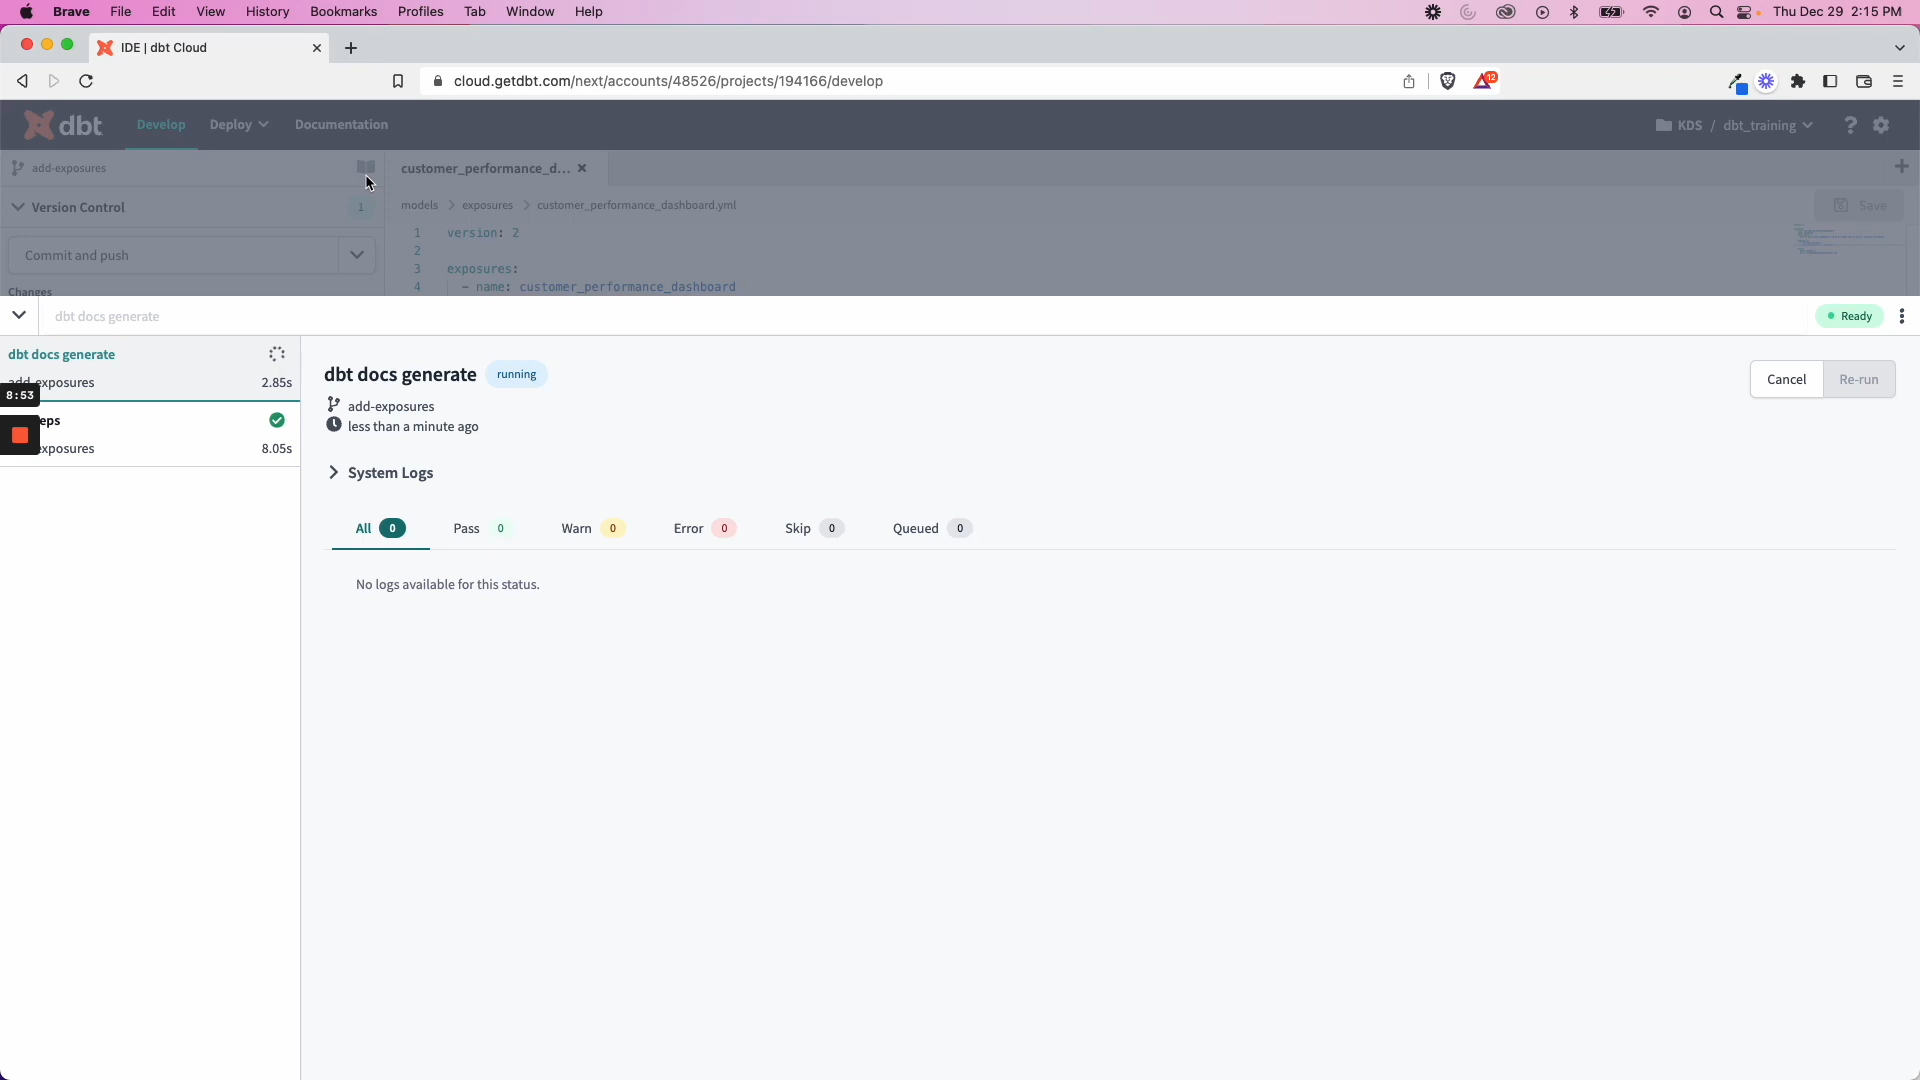 Brave File Edit View History Bookmarks Profiles Tab Window Help Thu Dec 29 2:15 PM
IDE | dbt Cloud
cloud.getdbt.com/next/accounts/48526/projects/194166/develop 12
dbt Develop Deploy Documentation KDS / dbt_training
add-exposures customer_performance_d...
Version Control 1 models exposures customer_performance_dashboard.yml Save
1 version: 2
Commit and push 2
3 exposures:
Changes 4 - name: customer_performance_dashboard
dbt docs generate Ready
dbt docs generate
add-exposures 2.85s
8:53
eps
exposures 8.05s
dbt docs generate running Cancel Re-run
add-exposures
less than a minute ago
System Logs
All 0 Pass 0 Warn 0 Error 0 Skip 0 Queued 0
No logs available for this status.